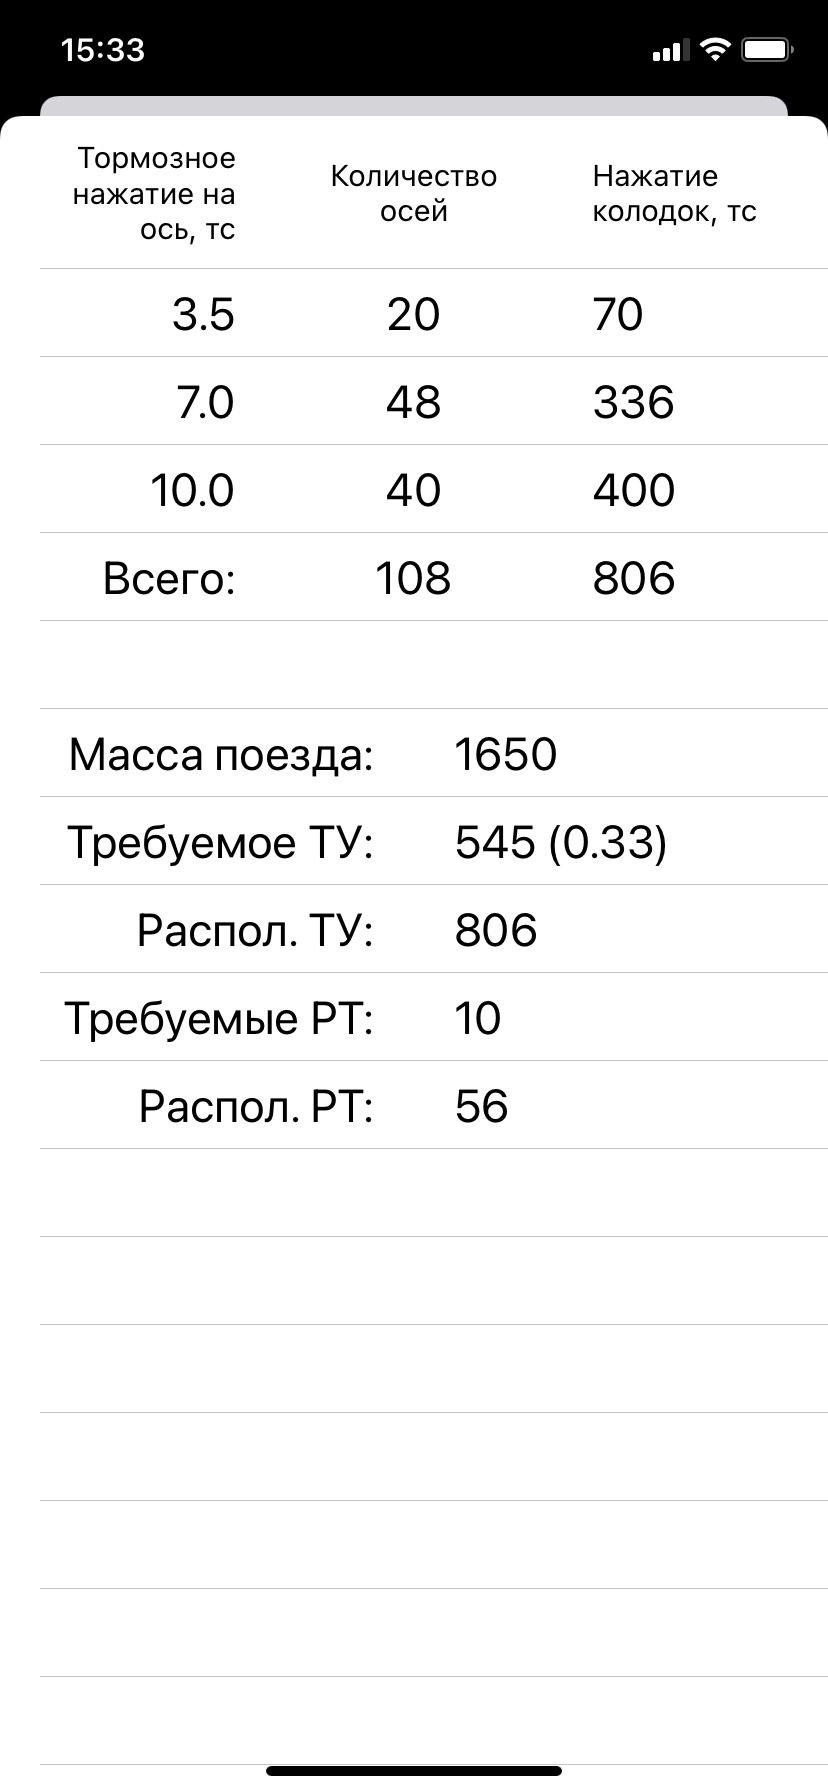 15:33
Тормозное
нажатие на
ось, тс
Количество
осей
Нажатие
колодок, тс
3.5 20 70
7.0 48 336
10.0 40 400
Всего: 108 806
Масса поезда: 1650
Требуемое ТУ: 545 (0.33)
Распол. ТУ: 806
Требуемые РТ: 10
Распол. РТ: 56